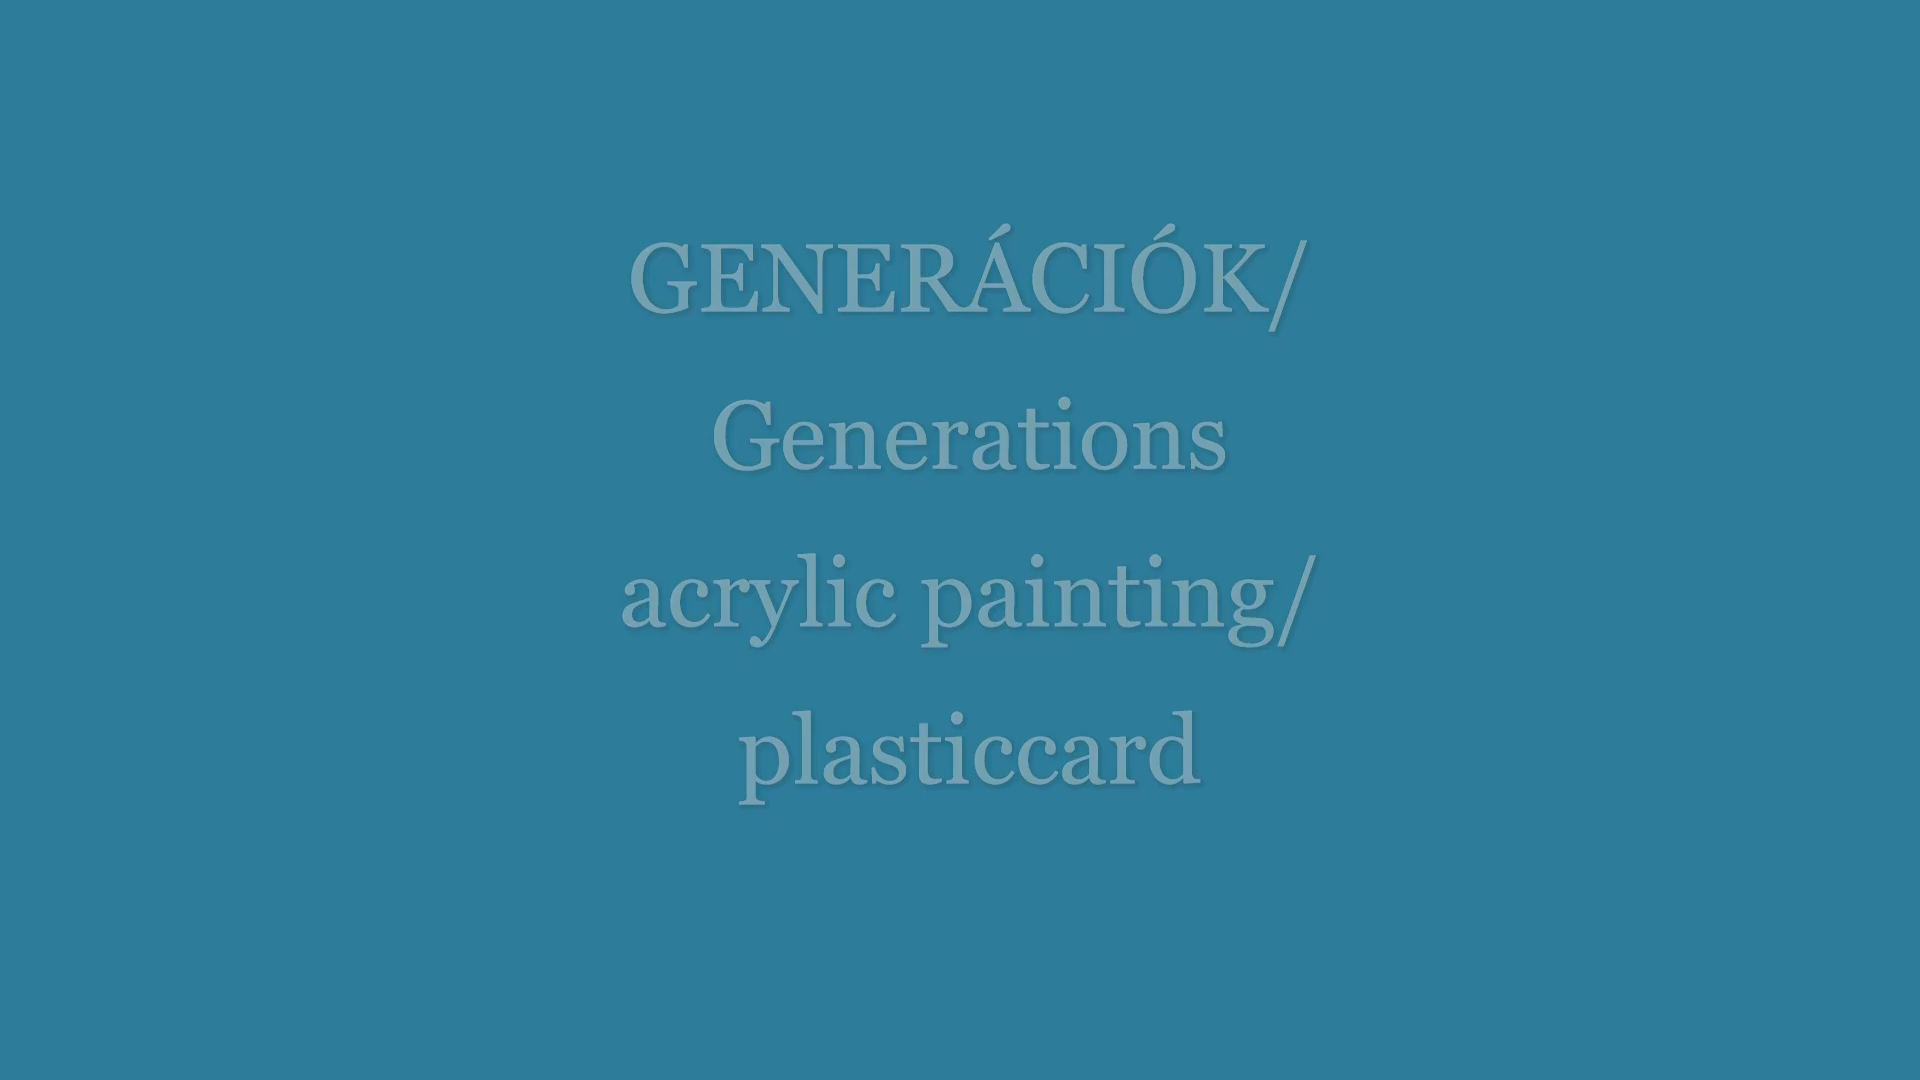 GENERÁCIÓK/
Generations
acrylic painting/
plasticcard